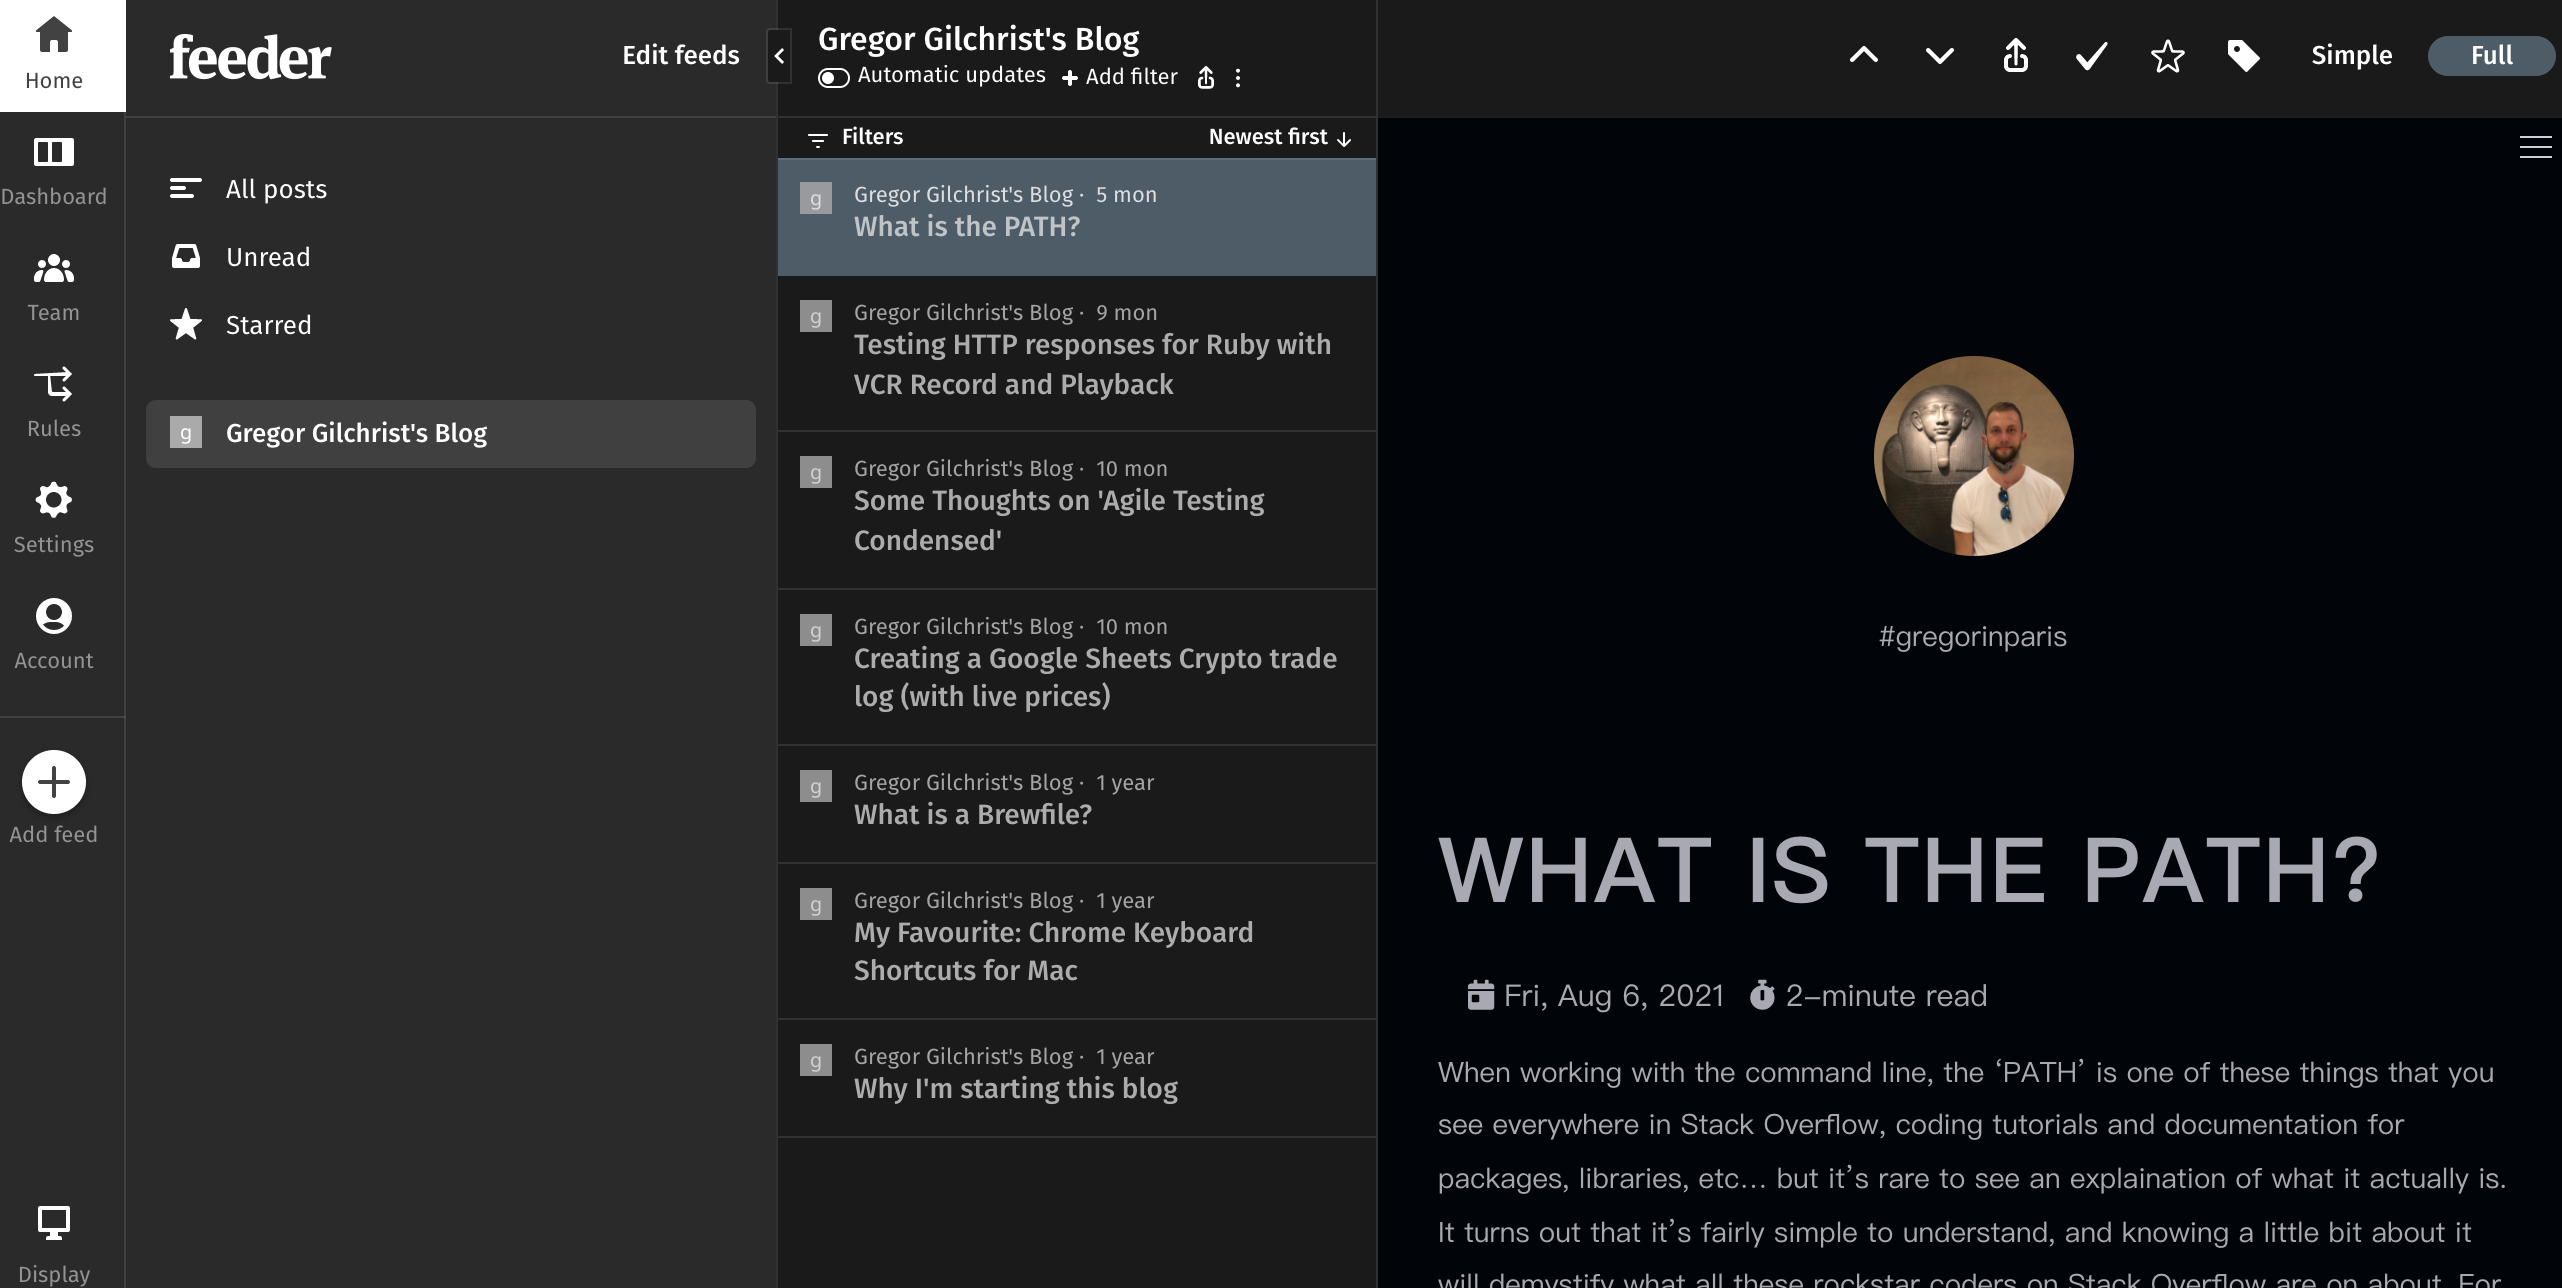 Home
Dashboard
Team
Rules
Settings
Account
Add feed
Display
feeder
Edit feeds
All posts
Unread
Starred
g
Gregor Gilchrist's Blog
Gregor Gilchrist's Blog
Automatic updates
Add filter
Filters
Newest first
g
Gregor Gilchrist's Blog · 5 mon
What is the PATH?
g
Gregor Gilchrist's Blog · 9 mon
Testing HTTP responses for Ruby with
VCR Record and Playback
g
Gregor Gilchrist's Blog · 10 mon
Some Thoughts on 'Agile Testing
Condensed'
g
Gregor Gilchrist's Blog · 10 mon
Creating a Google Sheets Crypto trade
log (with live prices)
g
Gregor Gilchrist's Blog · 1 year
What is a Brewfile?
g
Gregor Gilchrist's Blog · 1 year
My Favourite: Chrome Keyboard
Shortcuts for Mac
g
Gregor Gilchrist's Blog · 1 year
Why I'm starting this blog
Simple
Full
#gregorinparis
WHAT IS THE PATH?
Fri, Aug 6, 2021 2–minute read
When working with the command line, the ‘PATH’ is one of these things that you
see everywhere in Stack Overflow, coding tutorials and documentation for
packages, libraries, etc… but it’s rare to see an explaination of what it actually is.
It turns out that it’s fairly simple to understand, and knowing a little bit about it
will demystify what all these rockstar coders on Stack Overflow are on about. For